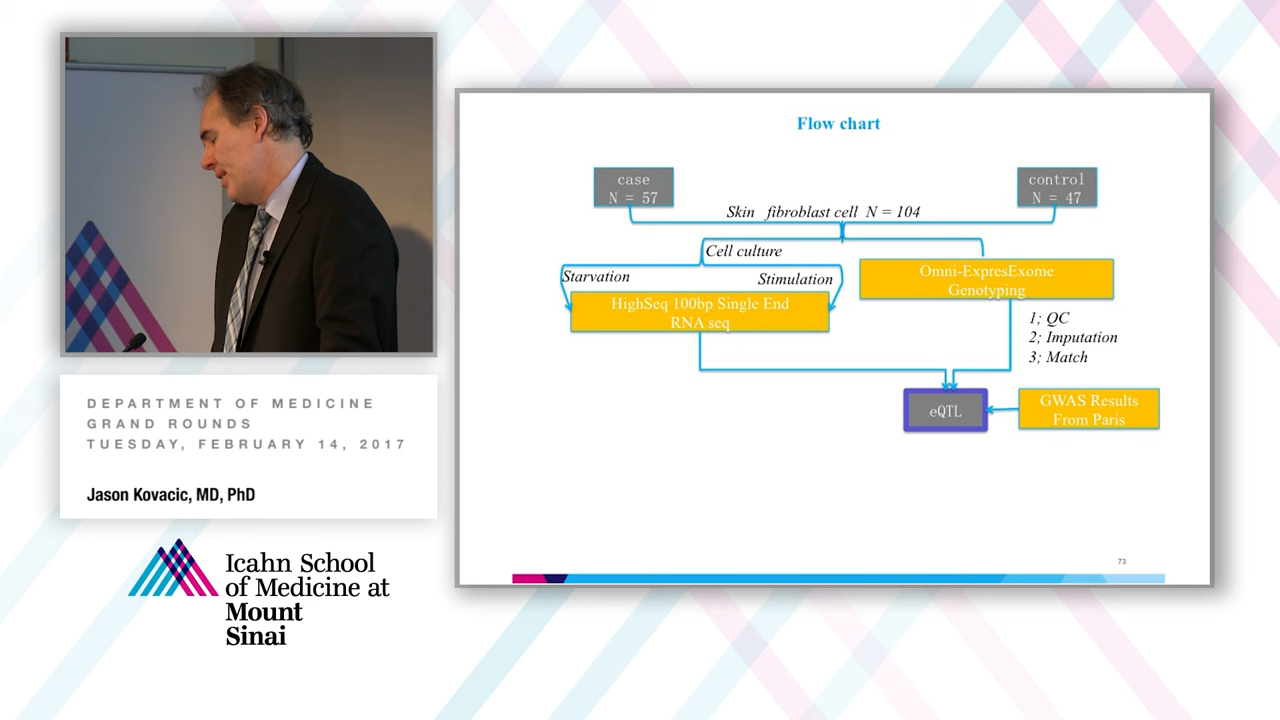 DEPARTMENT OF MEDICINE
GRAND ROUNDS
TUESDAY, FEBRUARY 14, 2017
Jason Kovacic, MD, PhD
Icahn School
of Medicine at
Mount
Sinai
Flow chart
case
N = 57
control
N = 47
Skin fibroblast cell N = 104
Cell culture
Starvation
Stimulation
HighSeq 100bp Single End
RNA seq
Omni-ExpresExome
Genotyping
1; QC
2; Imputation
3; Match
eQTL
GWAS Results
From Paris
73